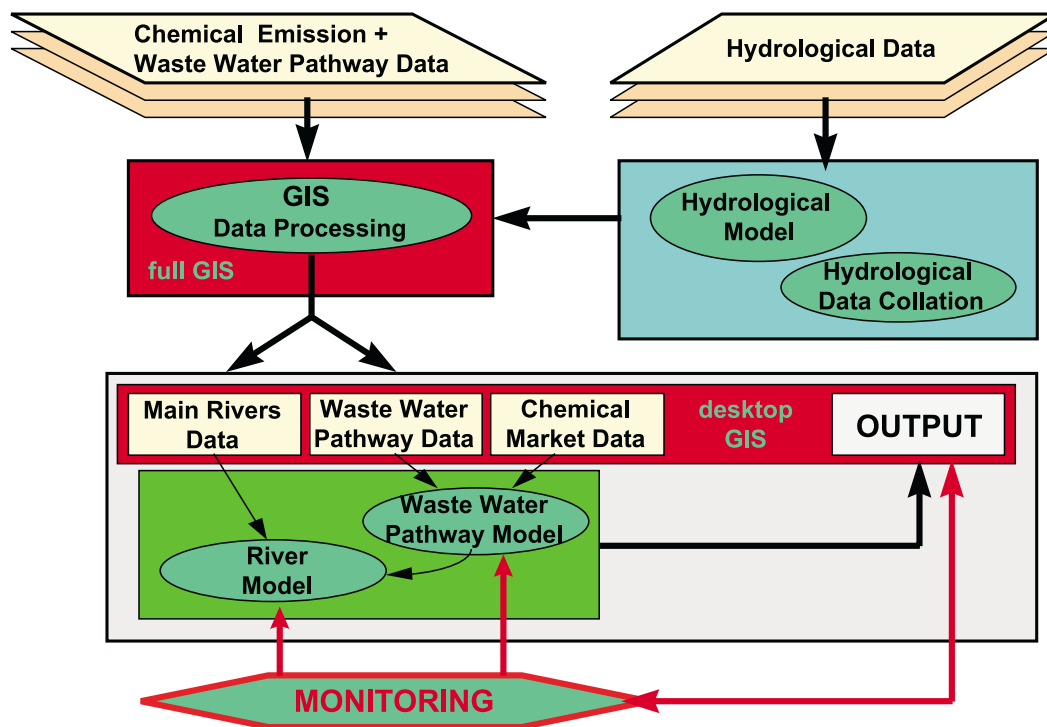 Chemical Emission +
Waste Water Pathway Data
Hydrological Data
GIS
Data Processing
full GIS
Hydrological
Model
Hydrological
Data Collation
Main Rivers
Data
Waste Water
Pathway Data
Chemical
Market Data
desktop
GIS
OUTPUT
Waste Water
Pathway Model
River
Model
MONITORING